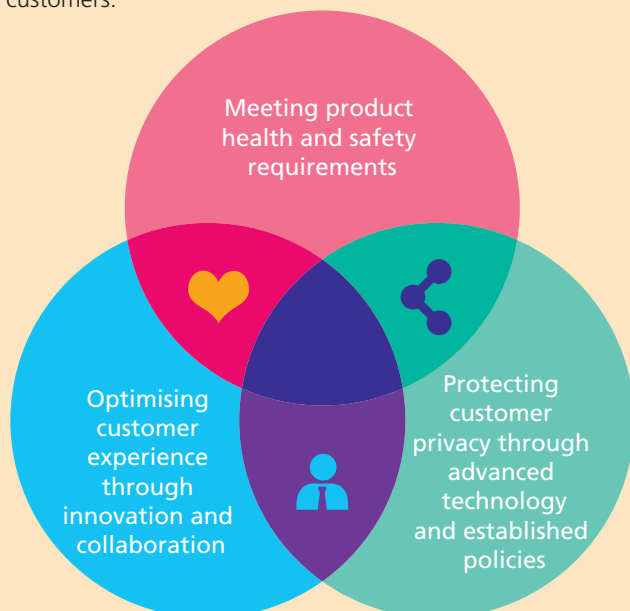 customers.
Meeting product
health and safety
requirements
Optimising
customer
experience
through
innovation and
collaboration
Protecting
customer
privacy through
advanced
technology
and established
policies